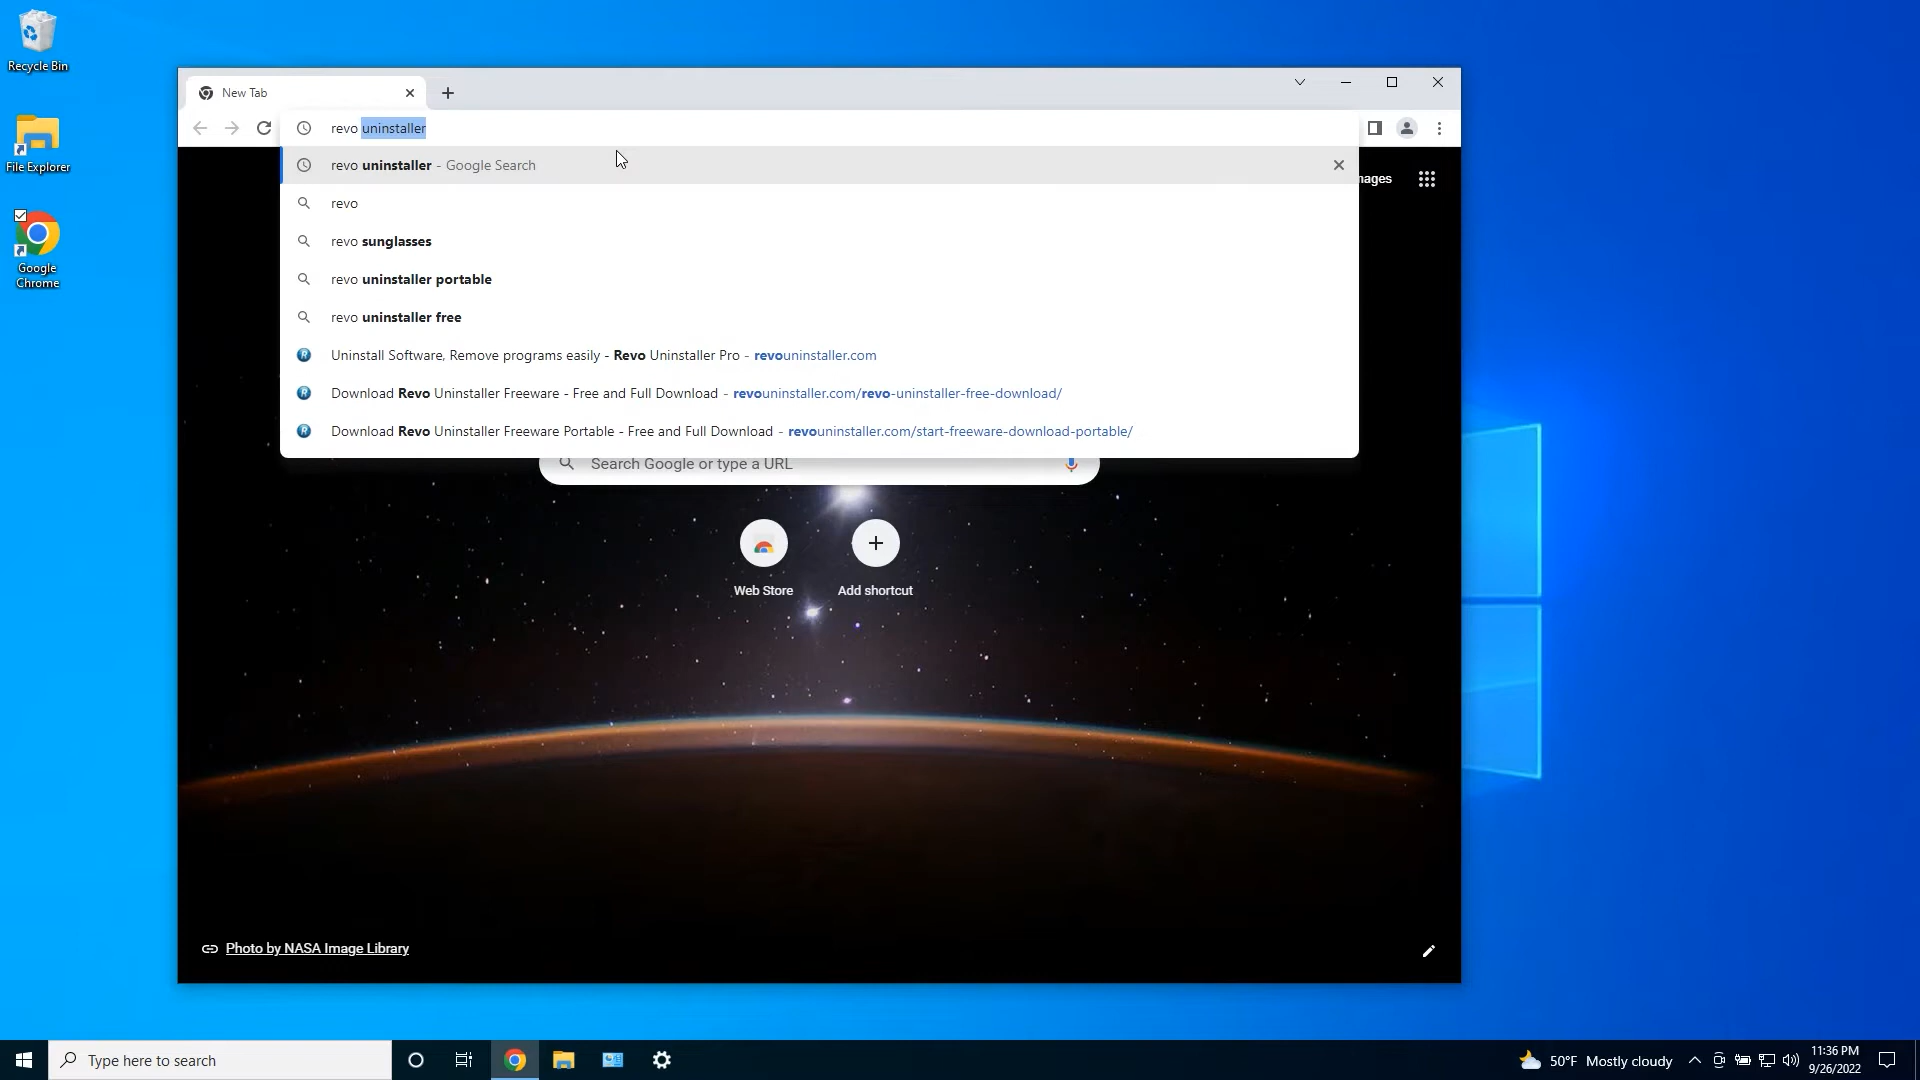 Recycle Bin
File Explorer
Google
Chrome
New Tab
revo uninstaller
revo uninstaller - Google Search
revo
revo sunglasses
revo uninstaller portable
revo uninstaller free
Uninstall Software, Remove programs easily - Revo Uninstaller Pro - revouninstaller.com
Download Revo Uninstaller Freeware - Free and Full Download - revouninstaller.com/revo-uninstaller-free-download/
Download Revo Uninstaller Freeware Portable - Free and Full Download - revouninstaller.com/start-freeware-download-portable/
mages
Search Google or type a URL
Web Store
Add shortcut
Photo by NASA Image Library
Type here to search
50°F Mostly cloudy
11:36 PM
9/26/2022